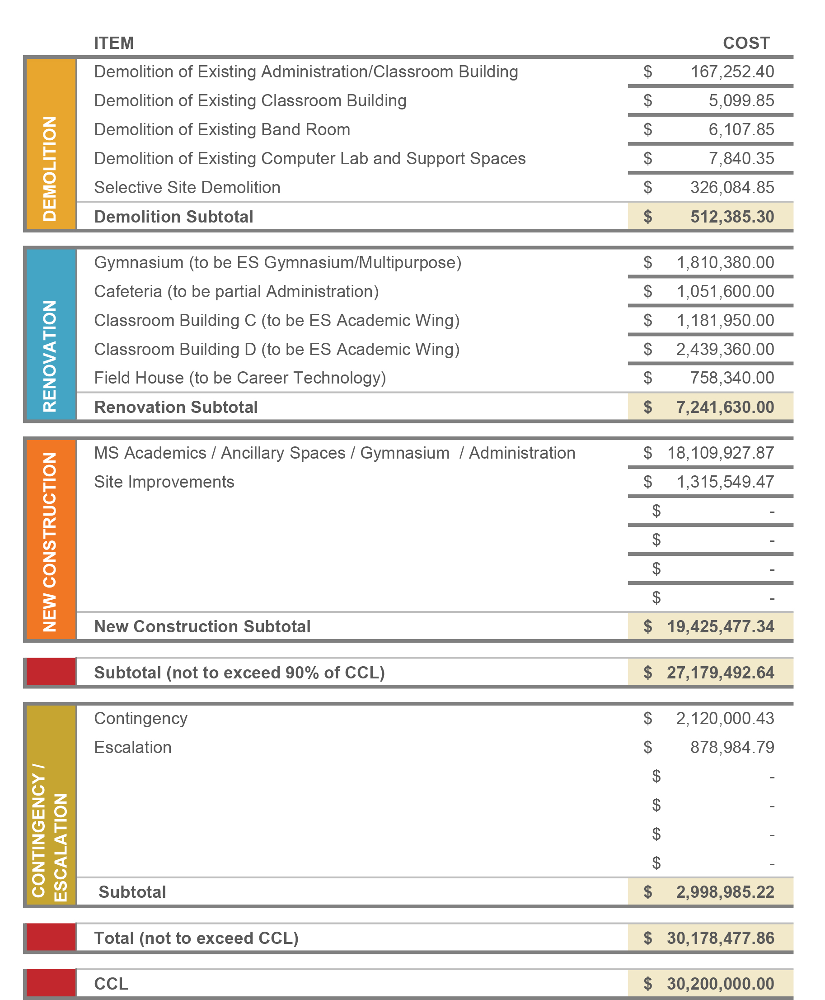 ITEM COST
DEMOLITION
Demolition of Existing Administration/Classroom Building $ 167,252.40
Demolition of Existing Classroom Building $ 5,099.85
Demolition of Existing Band Room $ 6,107.85
Demolition of Existing Computer Lab and Support Spaces $ 7,840.35
Selective Site Demolition $ 326,084.85
Demolition Subtotal $ 512,385.30
RENOVATION
Gymnasium (to be ES Gymnasium/Multipurpose) $ 1,810,380.00
Cafeteria (to be partial Administration) $ 1,051,600.00
Classroom Building C (to be ES Academic Wing) $ 1,181,950.00
Classroom Building D (to be ES Academic Wing) $ 2,439,360.00
Field House (to be Career Technology) $ 758,340.00
Renovation Subtotal $ 7,241,630.00
NEW CONSTRUCTION
MS Academics / Ancillary Spaces / Gymnasium / Administration $ 18,109,927.87
Site Improvements $ 1,315,549.47
$ -
$ -
$ -
$ -
New Construction Subtotal $ 19,425,477.34
Subtotal (not to exceed 90% of CCL) $ 27,179,492.64
CONTINGENCY /
ESCALATION
Contingency $ 2,120,000.43
Escalation $ 878,984.79
$ -
$ -
$ -
$ -
Subtotal $ 2,998,985.22
Total (not to exceed CCL) $ 30,178,477.86
CCL $ 30,200,000.00